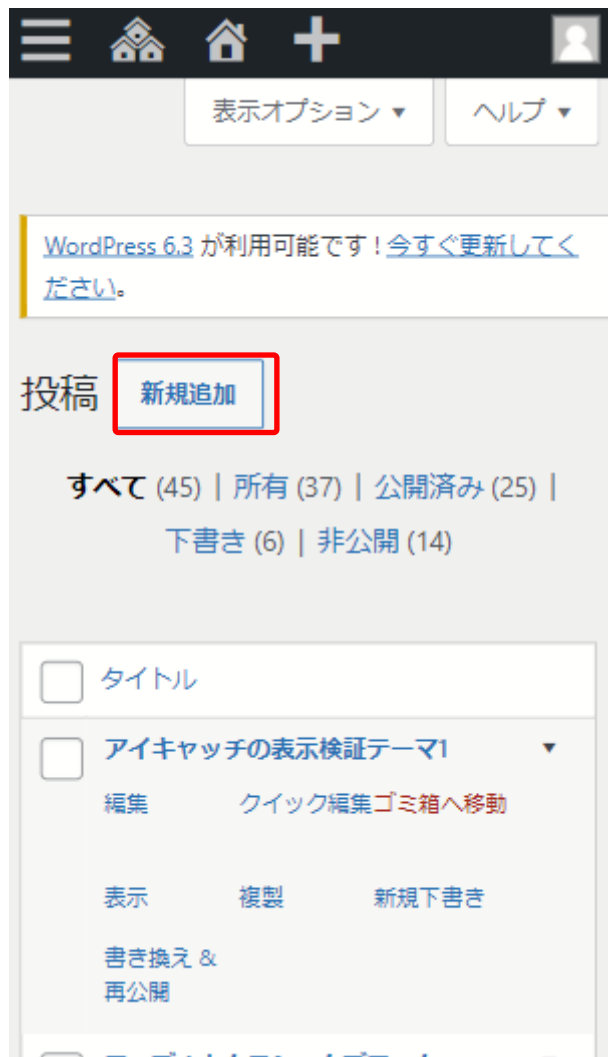 表示オプション ▼ ヘルプ ▼
WordPress 6.3 が利用可能です ! 今すぐ更新してく
ださい。
投稿 新規追加
すべて (45) | 所有 (37) | 公開済み (25) |
下書き (6) | 非公開 (14)
タイトル
アイキャッチの表示検証テーマ1 ▼
編集 クイック編集 ゴミ箱へ移動
表示 複製 新規下書き
書き換え &
再公開